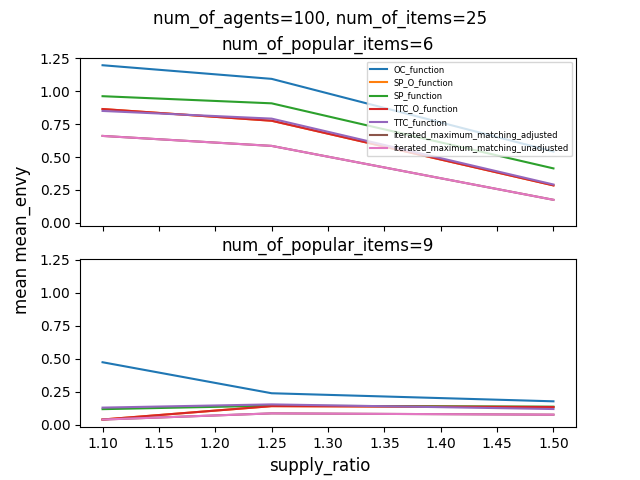 num_of_agents=100, num_of_items=25
num_of_popular_items=6
1.25
1.00
0.75
0.50
0.25
0.00
OC_function
SP_O_function
SP_function
TTC_O_function
TTC_function
iterated_maximum_matching_adjusted
iterated_maximum_matching_unadjusted
mean mean_envy
num_of_popular_items=9
1.25
1.00
0.75
0.50
0.25
0.00
1.10 1.15 1.20 1.25 1.30 1.35 1.40 1.45 1.50
supply_ratio